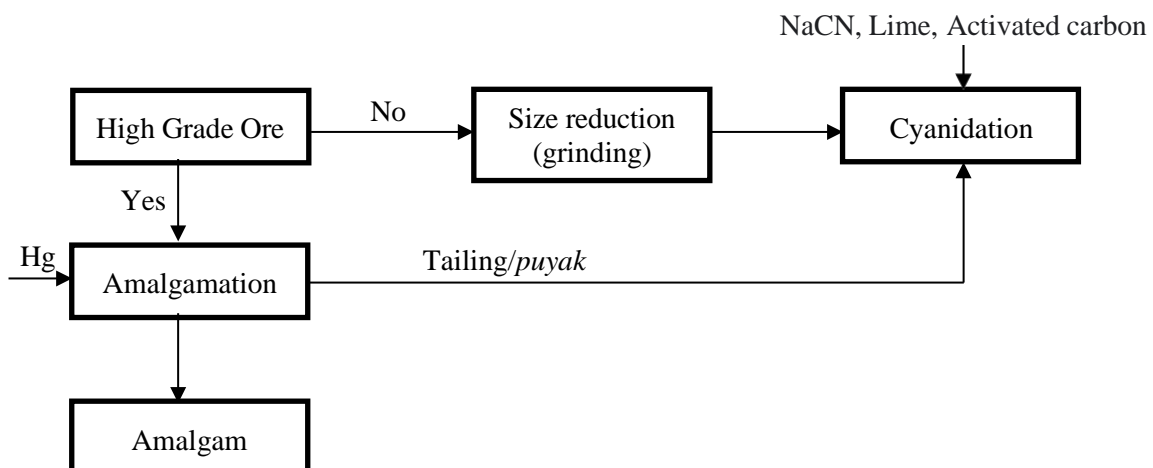 NaCN, Lime, Activated carbon
High Grade Ore
No
Size reduction
(grinding)
Cyanidation
Yes
Hg
Amalgamation
Tailing/puyak
Amalgam